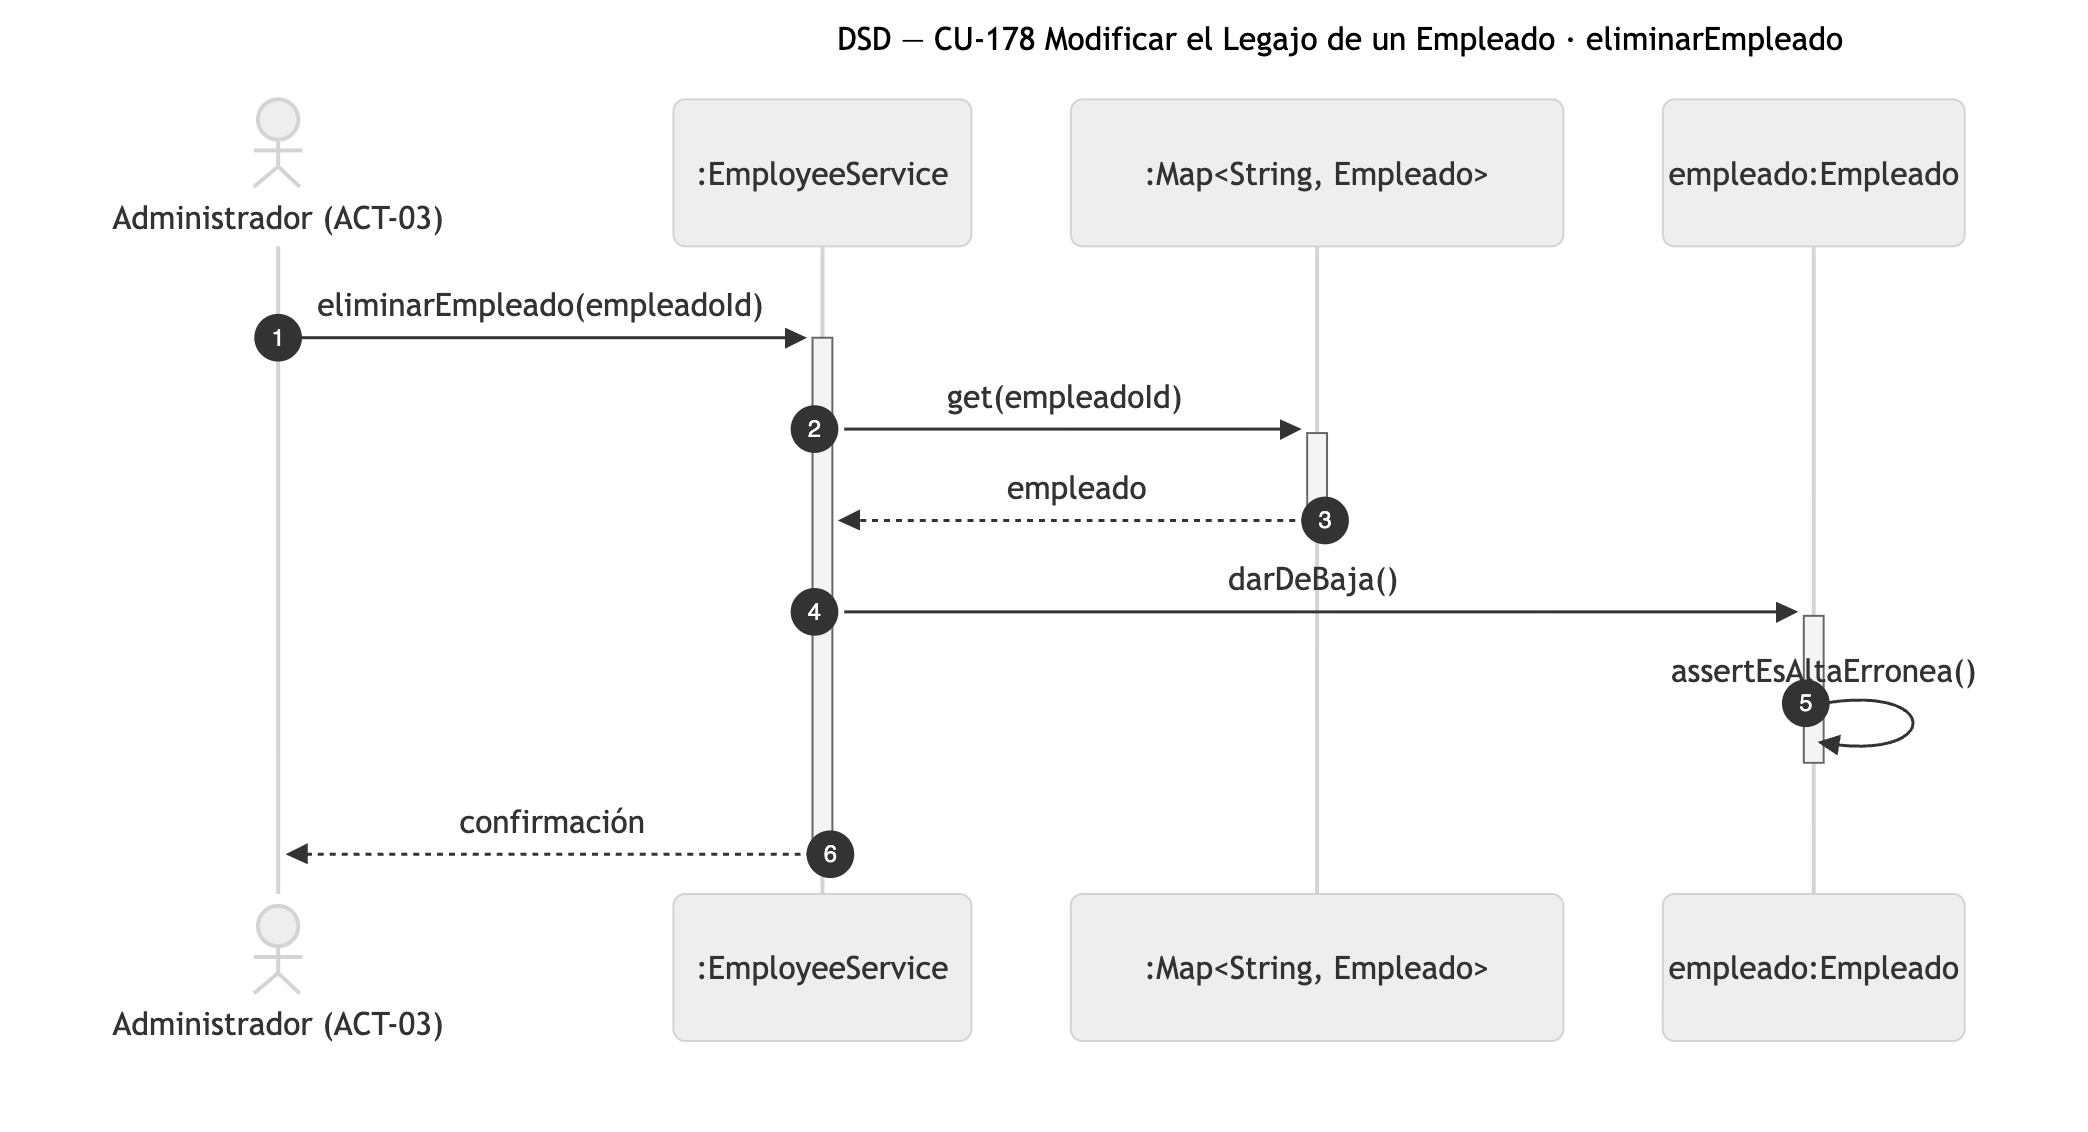 DSD — CU-178 Modificar el Legajo de un Empleado · eliminarEmpleado
Administrador (ACT-03)
:EmployeeService
:Map<String, Empleado>
empleado:Empleado
eliminarEmpleado(empleadoId)
1
get(empleadoId)
2
empleado
3
darDeBaja()
4
assertEsAltaErronea()
5
confirmación
6
Administrador (ACT-03)
:EmployeeService
:Map<String, Empleado>
empleado:Empleado